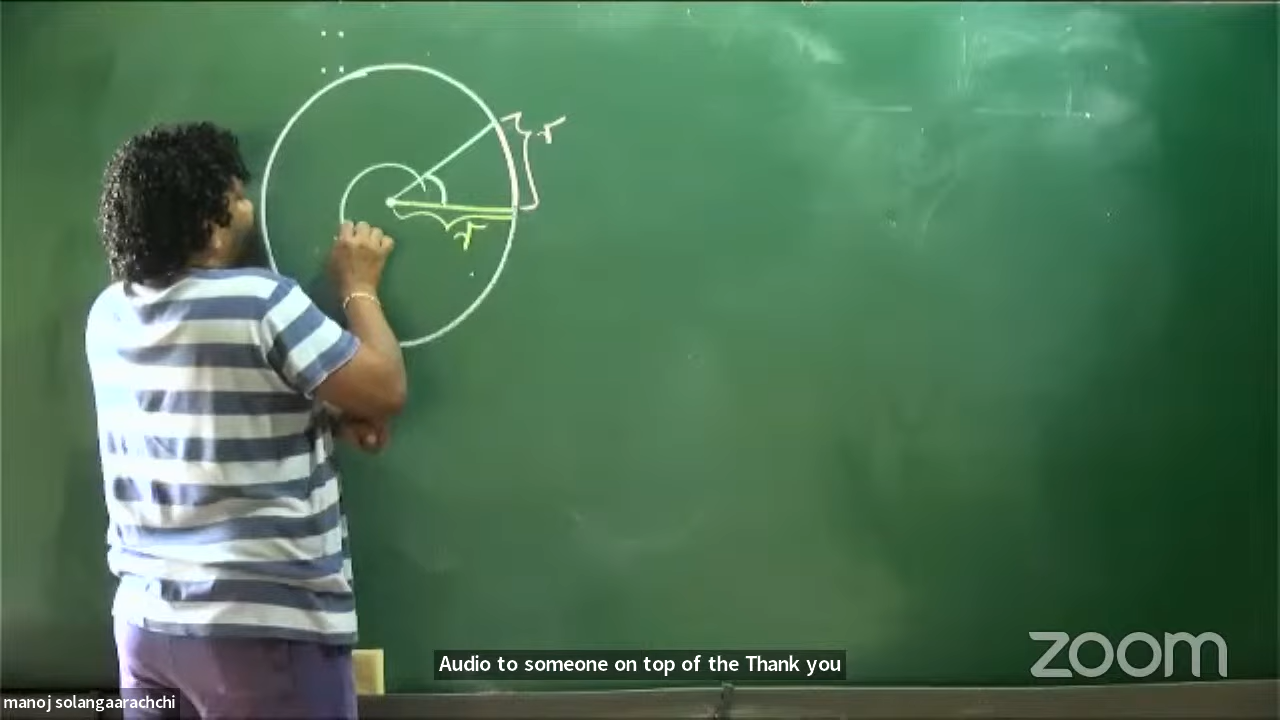 r
r
Audio to someone on top of the Thank you
zoom
manoj solangaarachchi